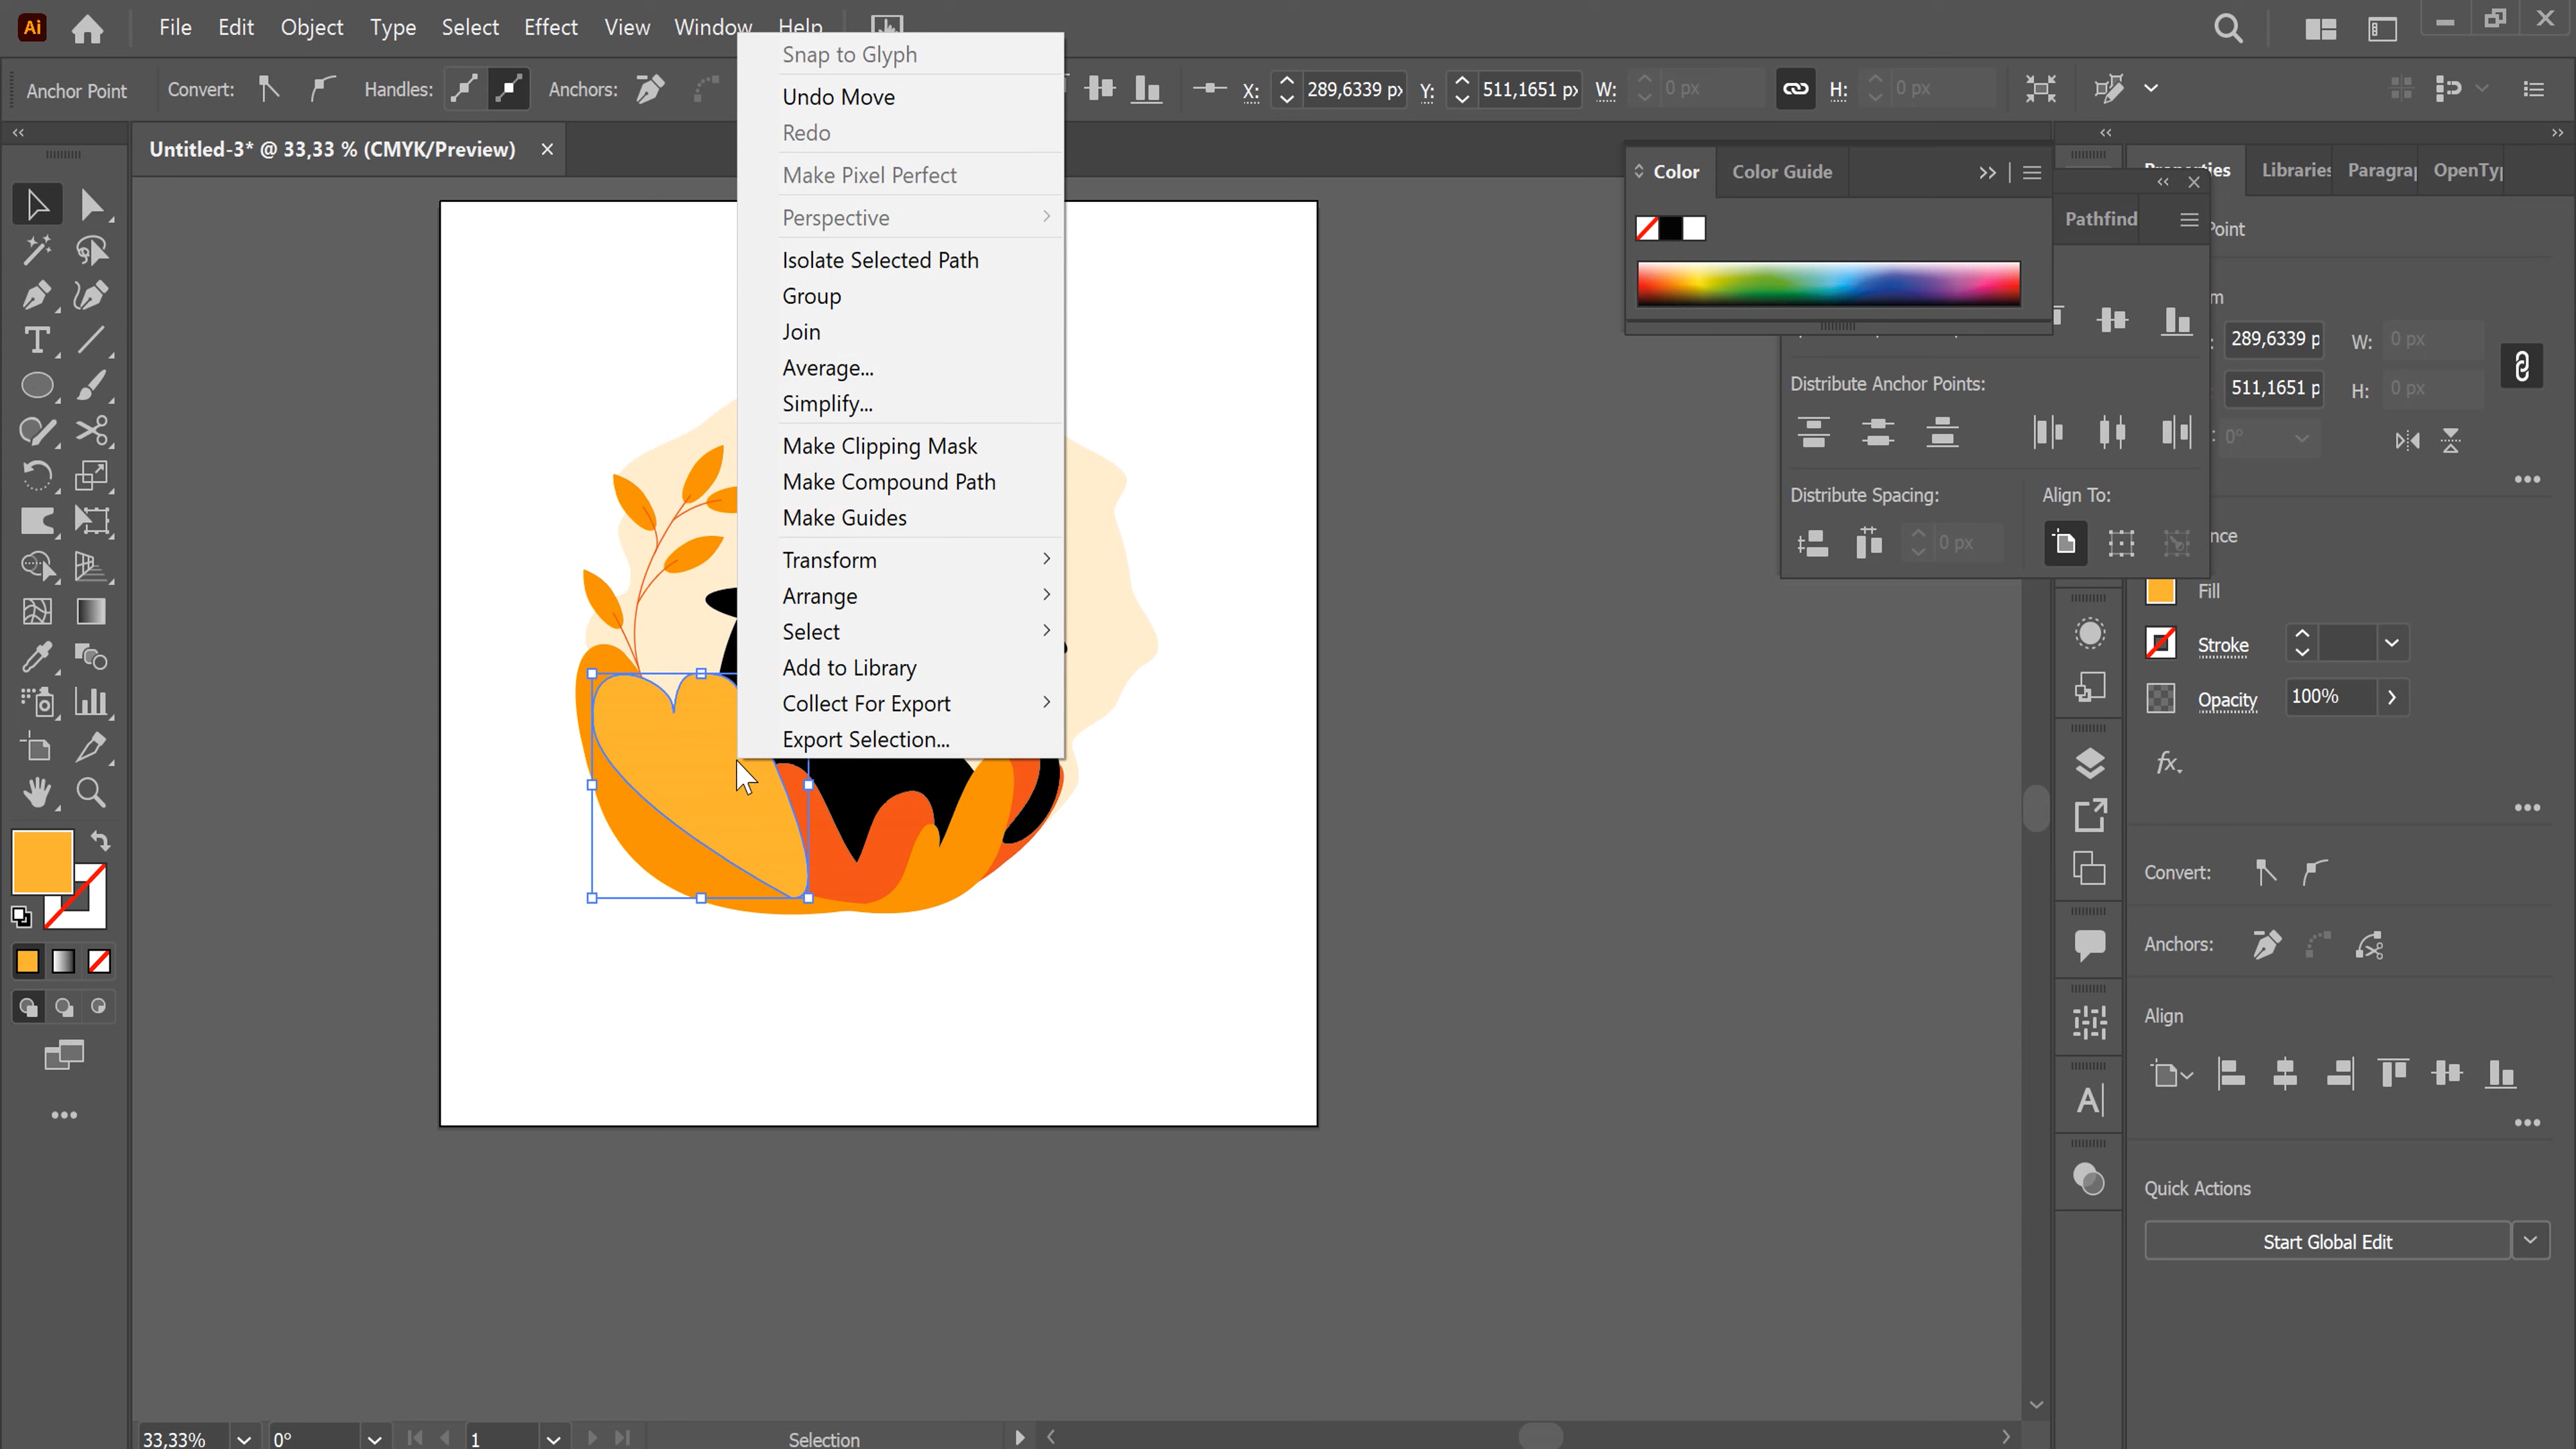 Ai File Edit Object Type Select Effect View Window Help
Anchor Point Convert: Handles: Anchors: X: 289,6339 px Y: 511,1651 px W: 0 px H: 0 px
Untitled-3* @ 33,33 % (CMYK/Preview)
Snap to Glyph
Undo Move
Redo
Make Pixel Perfect
Perspective
Isolate Selected Path
Group
Join
Average...
Simplify...
Make Clipping Mask
Make Compound Path
Make Guides
Transform
Arrange
Select
Add to Library
Collect For Export
Export Selection...
Color Color Guide
Pathfind
Distribute Anchor Points:
Distribute Spacing: Align To:
0 px
Properties Libraries Paragra OpenTy
Point
289,6339 p W: 0 px
511,1651 p H: 0 px
0°
Fill
Stroke
Opacity 100%
fx.
Convert:
Anchors:
Align
Quick Actions
Start Global Edit
33,33% 0° 1 Selection